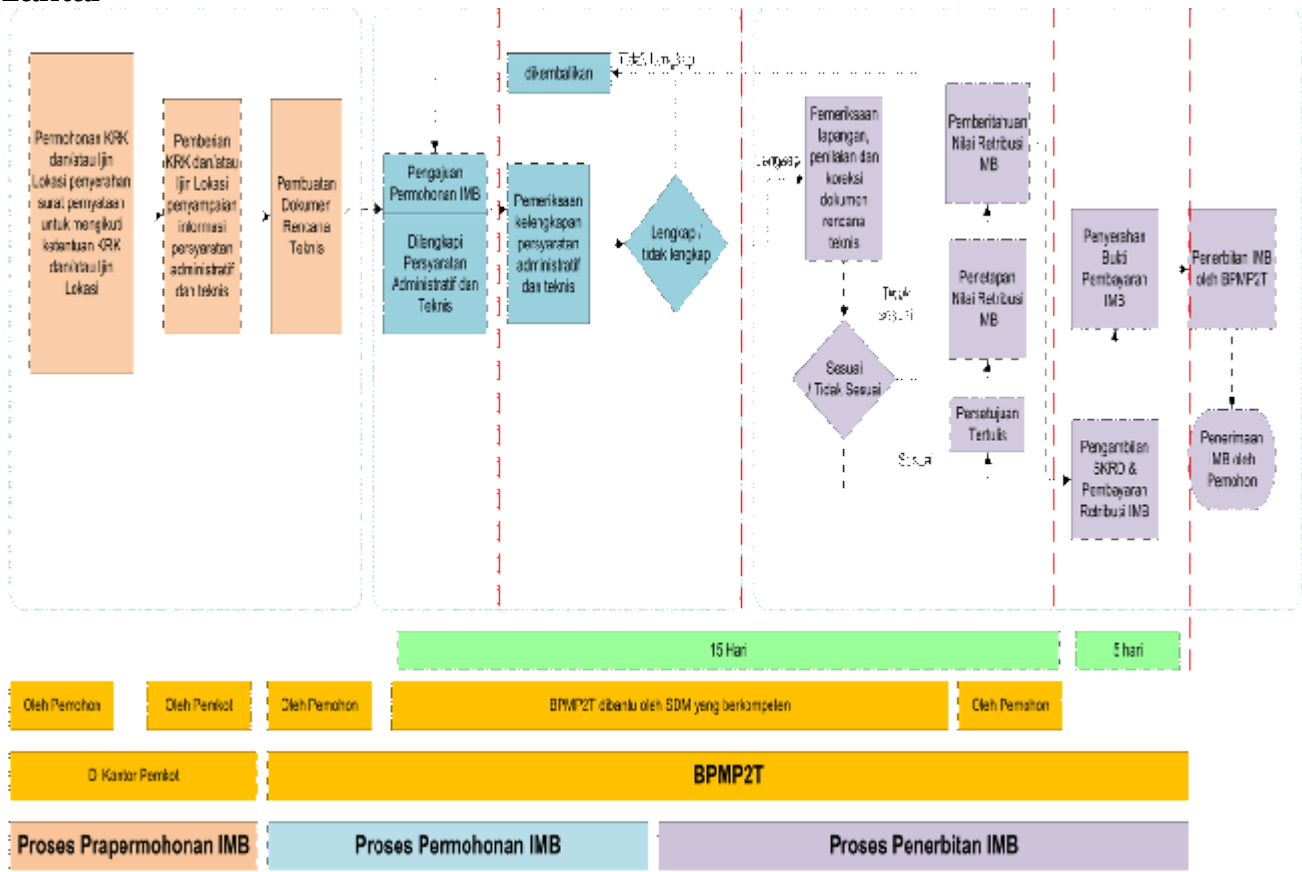 Permohonan KRK
dan/atau Ijin
Lokasi penyerahan
surat pernyataan
untuk mengikuti
ketentuan KRK
dan/atau Ijin
Lokasi
Pemberian
KRK dan/atau
Ijin Lokasi
penyampaian
informasi
persyaratan
administratif
dan teknis
Pembuatan
Dokumen
Rencana
Teknis
Pengajuan
Permohonan IMB
Dilengkapi
Persyaratan
Administratif dan
Teknis
dikembalikan
Pemeriksaan
kelengkapan
persyaratan
administratif
dan teknis
Lengkap /
tidak lengkap
Lengkap
Pemeriksaan
lapangan,
penilaian dan
koreksi
dokumen
rencana
teknis
Tidak
sesuai
Sesuai
/ Tidak Sesuai
Sesuai
Pemberitahuan
Nilai Retribusi
IMB
Penetapan
Nilai Retribusi
IMB
Persetujuan
Tertulis
Penyerahan
Bukti
Pembayaran
IMB
Pengambilan
SKRD &
Pembayaran
Retribusi IMB
Penerbitan IMB
oleh BPMP2T
Penerimaan
IMB oleh
Pemohon
15 Hari
5 hari
Oleh Pemohon
Oleh Pemkot
Oleh Pemohon
BPMP2T dibantu oleh SDM yang berkompeten
Oleh Pemohon
Di Kantor Pemkot
BPMP2T
Proses Prapermohonan IMB
Proses Permohonan IMB
Proses Penerbitan IMB